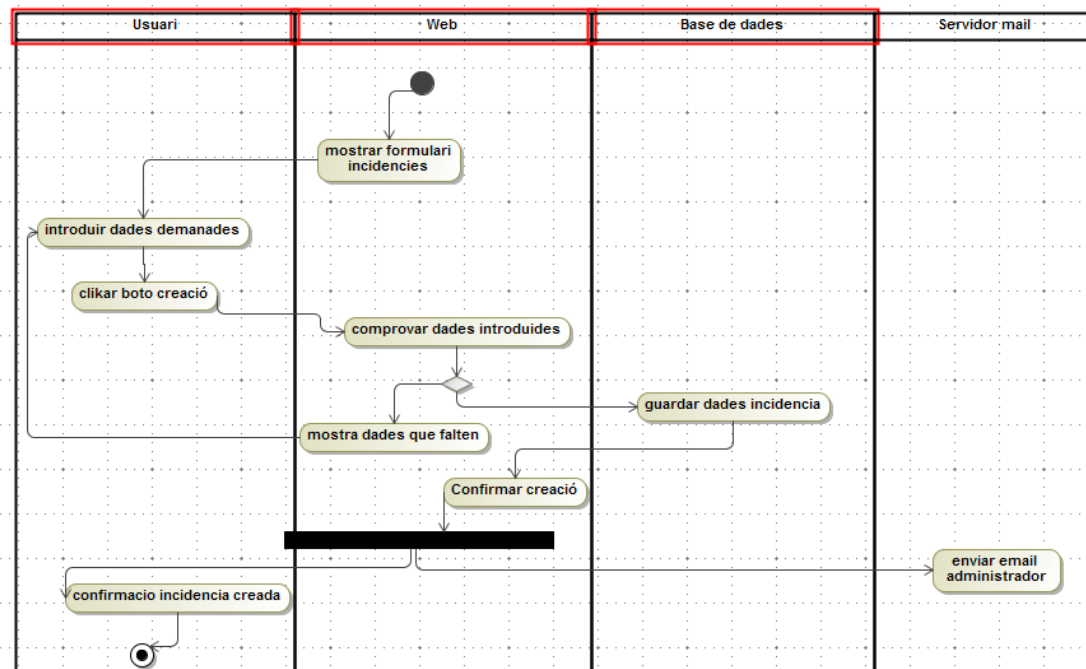 Usuari
Web
Base de dades
Servidor mail
mostrar formulari
incidencies
introduir dades demanades
clikar boto creació
comprovar dades introduides
guardar dades incidencia
mostra dades que falten
Confirmar creació
enviar email
administrador
confirmacio incidencia creada